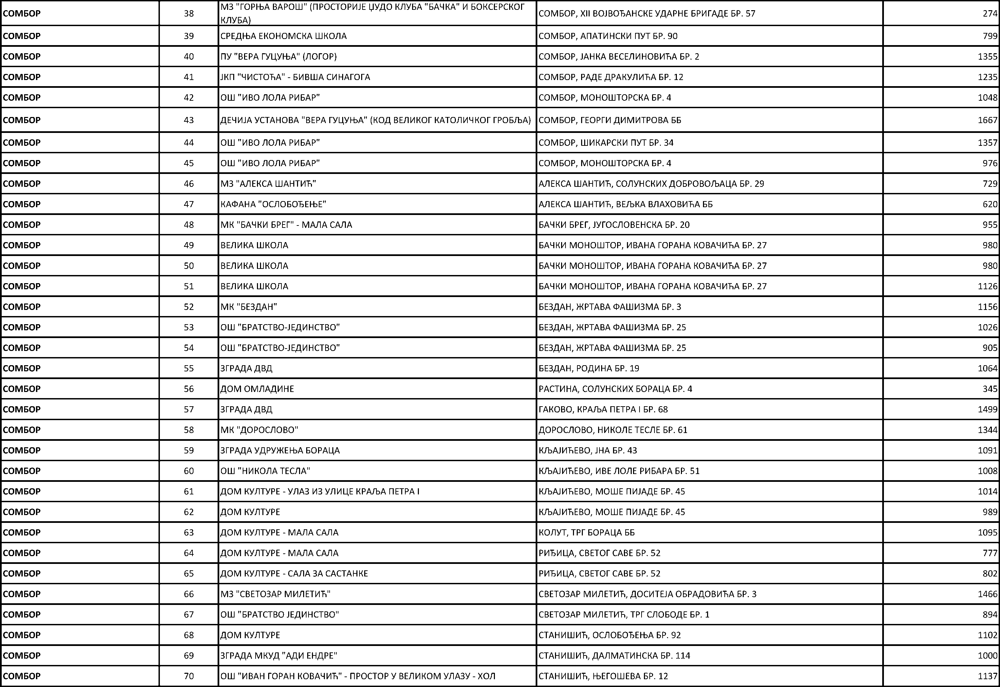 СОМБОР 38 МЗ "ГОРЊА ВАРОШ" (ПРОСТОРИЈЕ ЏУДО КЛУБА "БАЧКА" И БОКСЕРСКОГ КЛУБА) СОМБОР, XII ВОЈВОЂАНСКЕ УДАРНЕ БРИГАДЕ БР. 57 274
СОМБОР 39 СРЕДЊА ЕКОНОМСКА ШКОЛА СОМБОР, АПАТИНСКИ ПУТ БР. 90 799
СОМБОР 40 ПУ "ВЕРА ГУЦУЊА" (ЛОГОР) СОМБОР, ЈАНКА ВЕСЕЛИНОВИЋА БР. 2 1355
СОМБОР 41 ЈКП "ЧИСТОЋА" - БИВША СИНАГОГА СОМБОР, РАДЕ ДРАКУЛИЋА БР. 12 1235
СОМБОР 42 ОШ "ИВО ЛОЛА РИБАР" СОМБОР, МОНОШТОРСКА БР. 4 1048
СОМБОР 43 ДЕЧИЈА УСТАНОВА "ВЕРА ГУЦУЊА" (КОД ВЕЛИКОГ КАТОЛИЧКОГ ГРОБЉА) СОМБОР, ГЕОРГИ ДИМИТРОВА ББ 1667
СОМБОР 44 ОШ "ИВО ЛОЛА РИБАР" СОМБОР, ШИКАРСКИ ПУТ БР. 34 1357
СОМБОР 45 ОШ "ИВО ЛОЛА РИБАР" СОМБОР, МОНОШТОРСКА БР. 4 976
СОМБОР 46 МЗ "АЛЕКСА ШАНТИЋ" АЛЕКСА ШАНТИЋ, СОЛУНСКИХ ДОБРОВОЉАЦА БР. 29 729
СОМБОР 47 КАФАНА "ОСЛОБОЂЕЊЕ" АЛЕКСА ШАНТИЋ, ВЕЉКА ВЛАХОВИЋА ББ 620
СОМБОР 48 МК "БАЧКИ БРЕГ" - МАЛА САЛА БАЧКИ БРЕГ, ЈУГОСЛОВЕНСКА БР. 20 955
СОМБОР 49 ВЕЛИКА ШКОЛА БАЧКИ МОНОШТОР, ИВАНА ГОРАНА КОВАЧИЋА БР. 27 980
СОМБОР 50 ВЕЛИКА ШКОЛА БАЧКИ МОНОШТОР, ИВАНА ГОРАНА КОВАЧИЋА БР. 27 980
СОМБОР 51 ВЕЛИКА ШКОЛА БАЧКИ МОНОШТОР, ИВАНА ГОРАНА КОВАЧИЋА БР. 27 1126
СОМБОР 52 МК "БЕЗДАН" БЕЗДАН, ЖРТАВА ФАШИЗМА БР. 3 1156
СОМБОР 53 ОШ "БРАТСТВО-ЈЕДИНСТВО" БЕЗДАН, ЖРТАВА ФАШИЗМА БР. 25 1026
СОМБОР 54 ОШ "БРАТСТВО-ЈЕДИНСТВО" БЕЗДАН, ЖРТАВА ФАШИЗМА БР. 25 905
СОМБОР 55 ЗГРАДА ДВД БЕЗДАН, РОДИНА БР. 19 1064
СОМБОР 56 ДОМ ОМЛАДИНЕ РАСТИНА, СОЛУНСКИХ БОРАЦА БР. 4 345
СОМБОР 57 ЗГРАДА ДВД ГАКОВО, КРАЉА ПЕТРА I БР. 68 1499
СОМБОР 58 МК "ДОРОСЛОВО" ДОРОСЛОВО, НИКОЛЕ ТЕСЛЕ БР. 61 1344
СОМБОР 59 ЗГРАДА УДРУЖЕЊА БОРАЦА КЉАЈИЋЕВО, ЈНА БР. 43 1091
СОМБОР 60 ОШ "НИКОЛА ТЕСЛА" КЉАЈИЋЕВО, ИВЕ ЛОЛЕ РИБАРА БР. 51 1008
СОМБОР 61 ДОМ КУЛТУРЕ - УЛАЗ ИЗ УЛИЦЕ КРАЉА ПЕТРА I КЉАЈИЋЕВО, МОШЕ ПИЈАДЕ БР. 45 1014
СОМБОР 62 ДОМ КУЛТУРЕ КЉАЈИЋЕВО, МОШЕ ПИЈАДЕ БР. 45 989
СОМБОР 63 ДОМ КУЛТУРЕ - МАЛА САЛА КОЛУТ, ТРГ БОРАЦА ББ 1095
СОМБОР 64 ДОМ КУЛТУРЕ - МАЛА САЛА РИЂИЦА, СВЕТОГ САВЕ БР. 52 777
СОМБОР 65 ДОМ КУЛТУРЕ - САЛА ЗА САСТАНКЕ РИЂИЦА, СВЕТОГ САВЕ БР. 52 802
СОМБОР 66 МЗ "СВЕТОЗАР МИЛЕТИЋ" СВЕТОЗАР МИЛЕТИЋ, ДОСИТЕЈА ОБРАДОВИЋА БР. 3 1466
СОМБОР 67 ОШ "БРАТСТВО ЈЕДИНСТВО" СВЕТОЗАР МИЛЕТИЋ, ТРГ СЛОБОДЕ БР. 1 894
СОМБОР 68 ДОМ КУЛТУРЕ СТАНИШИЋ, ОСЛОБОЂЕЊА БР. 92 1102
СОМБОР 69 ЗГРАДА МКУД "АДИ ЕНДРЕ" СТАНИШИЋ, ДАЛМАТИНСКА БР. 114 1000
СОМБОР 70 ОШ "ИВАН ГОРАН КОВАЧИЋ" - ПРОСТОР У ВЕЛИКОМ УЛАЗУ - ХОЛ СТАНИШИЋ, ЊЕГОШЕВА БР. 12 1137